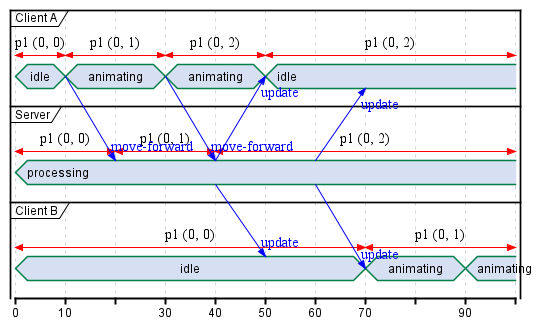 Client A
p1 (0, 0) p1 (0, 1) p1 (0, 2) p1 (0, 2)
idle animating animating idle
update
update
Server
p1 (0, 0) p1 (0, 1) p1 (0, 2)
move-forward move-forward
processing
Client B
p1 (0, 0) p1 (0, 1)
update
update
idle animating animating
0 10 20 30 40 50 60 70 80 90